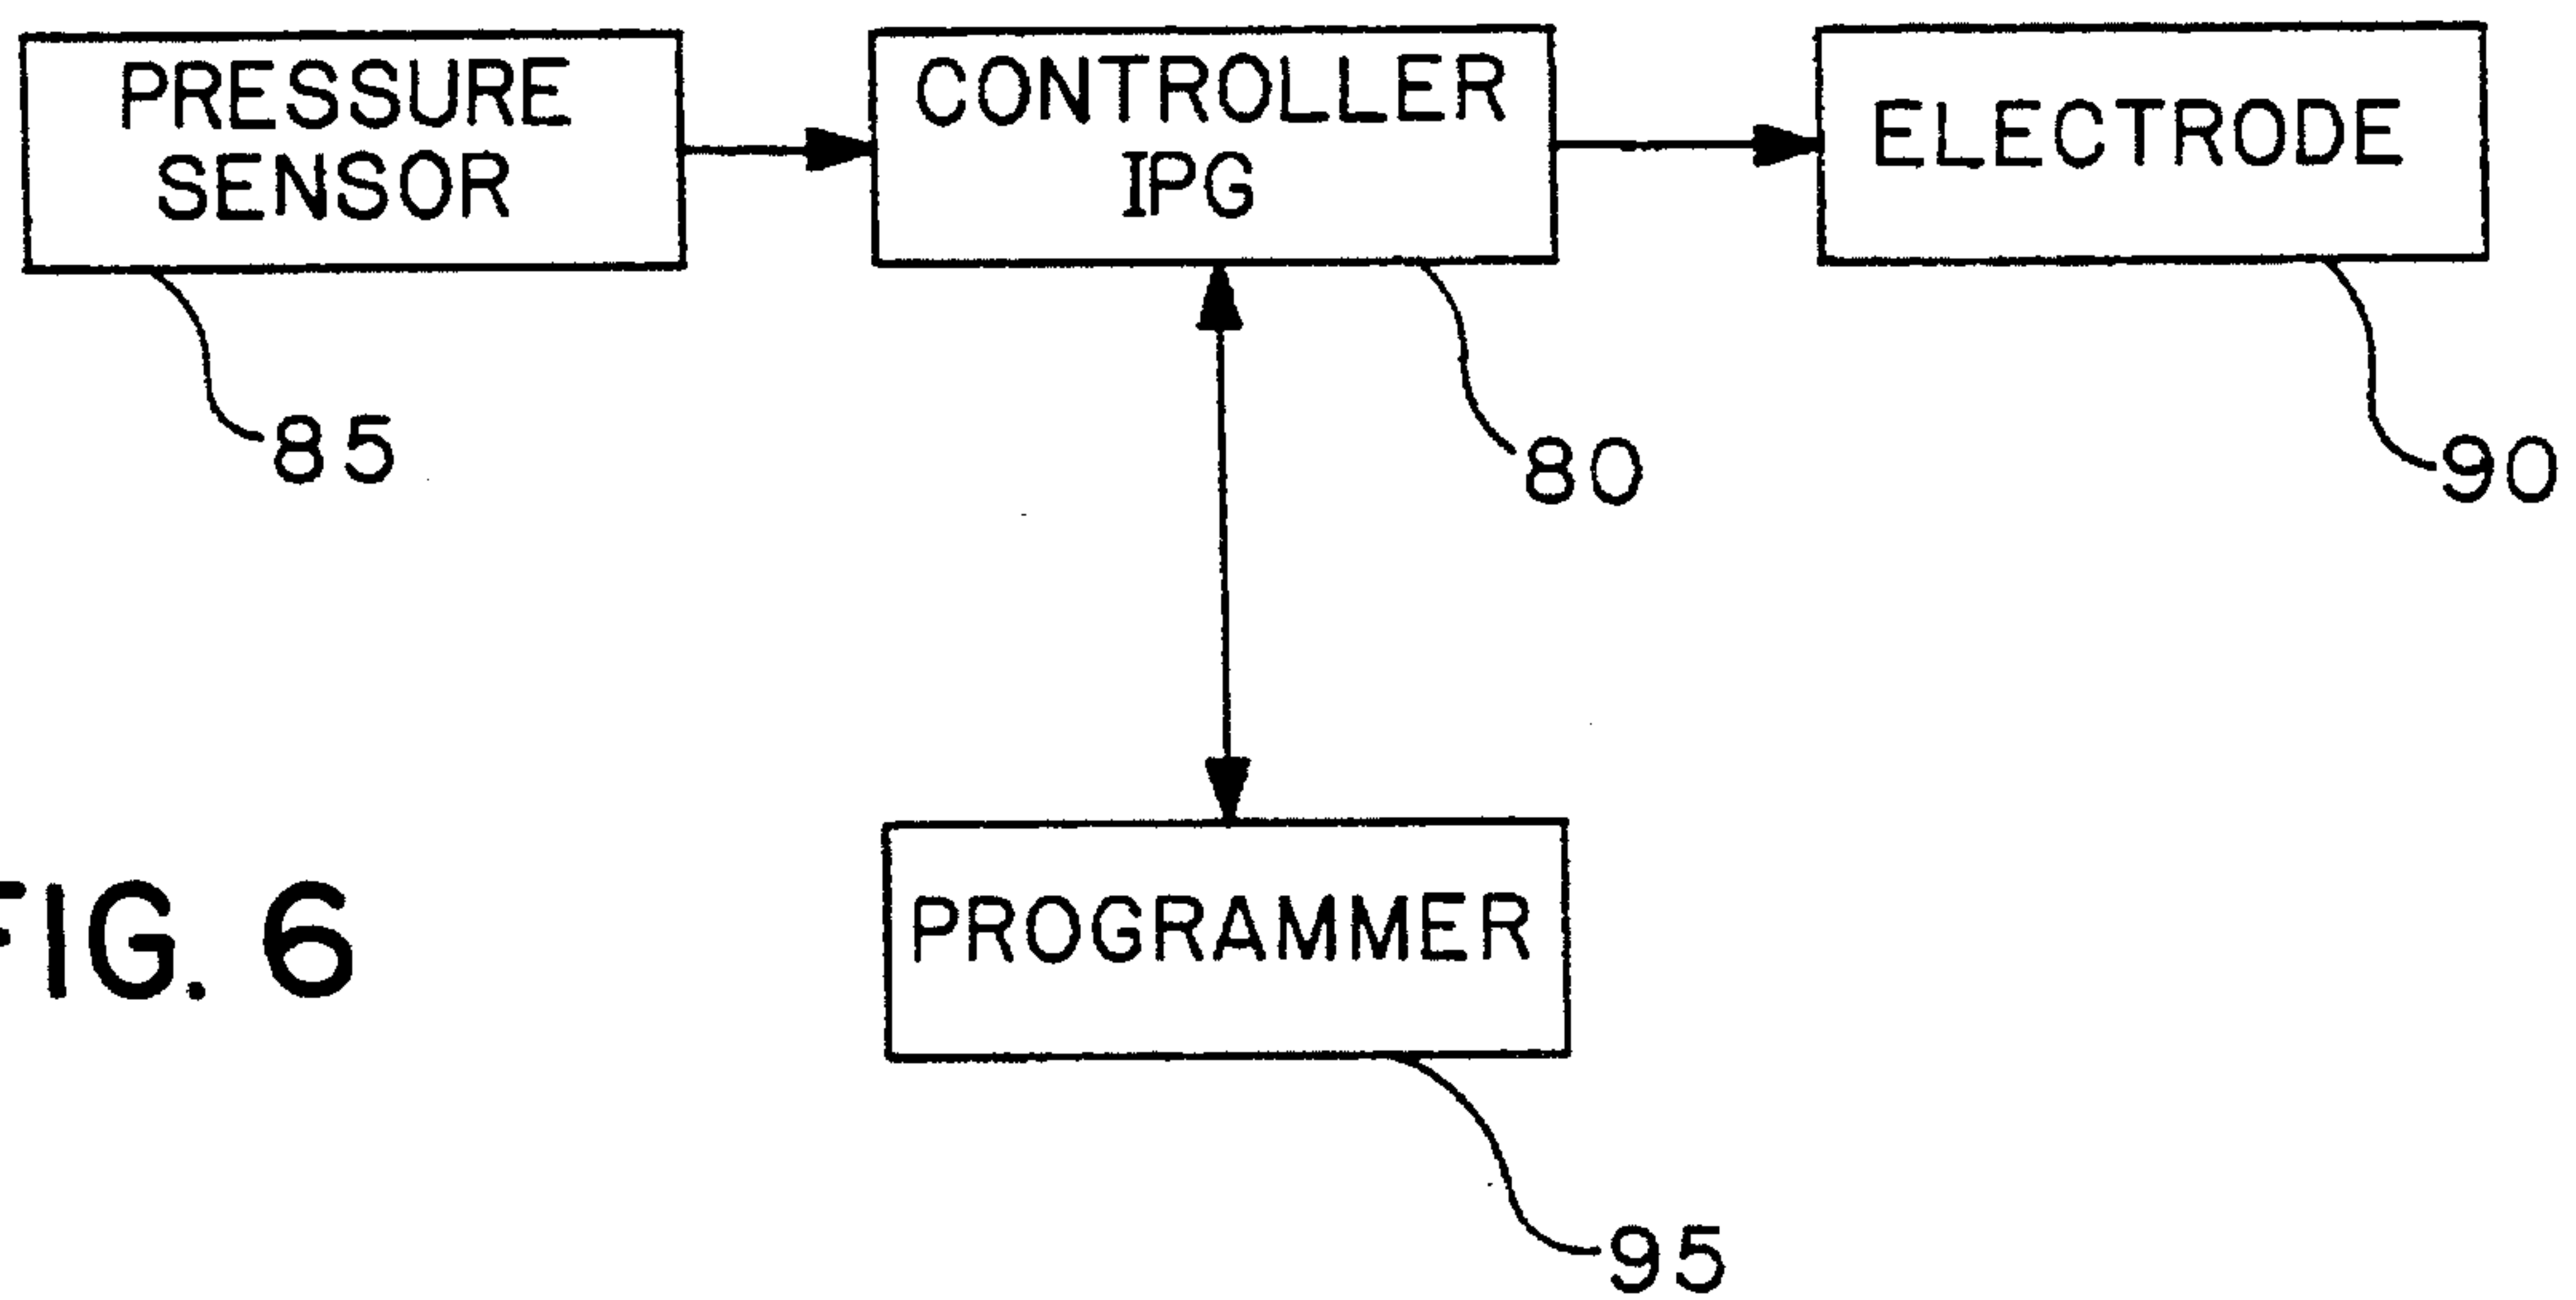 PRESSURE
SENSOR
CONTROLLER
IPG
ELECTRODE
85
80
90
PROGRAMMER
FIG. 6
95